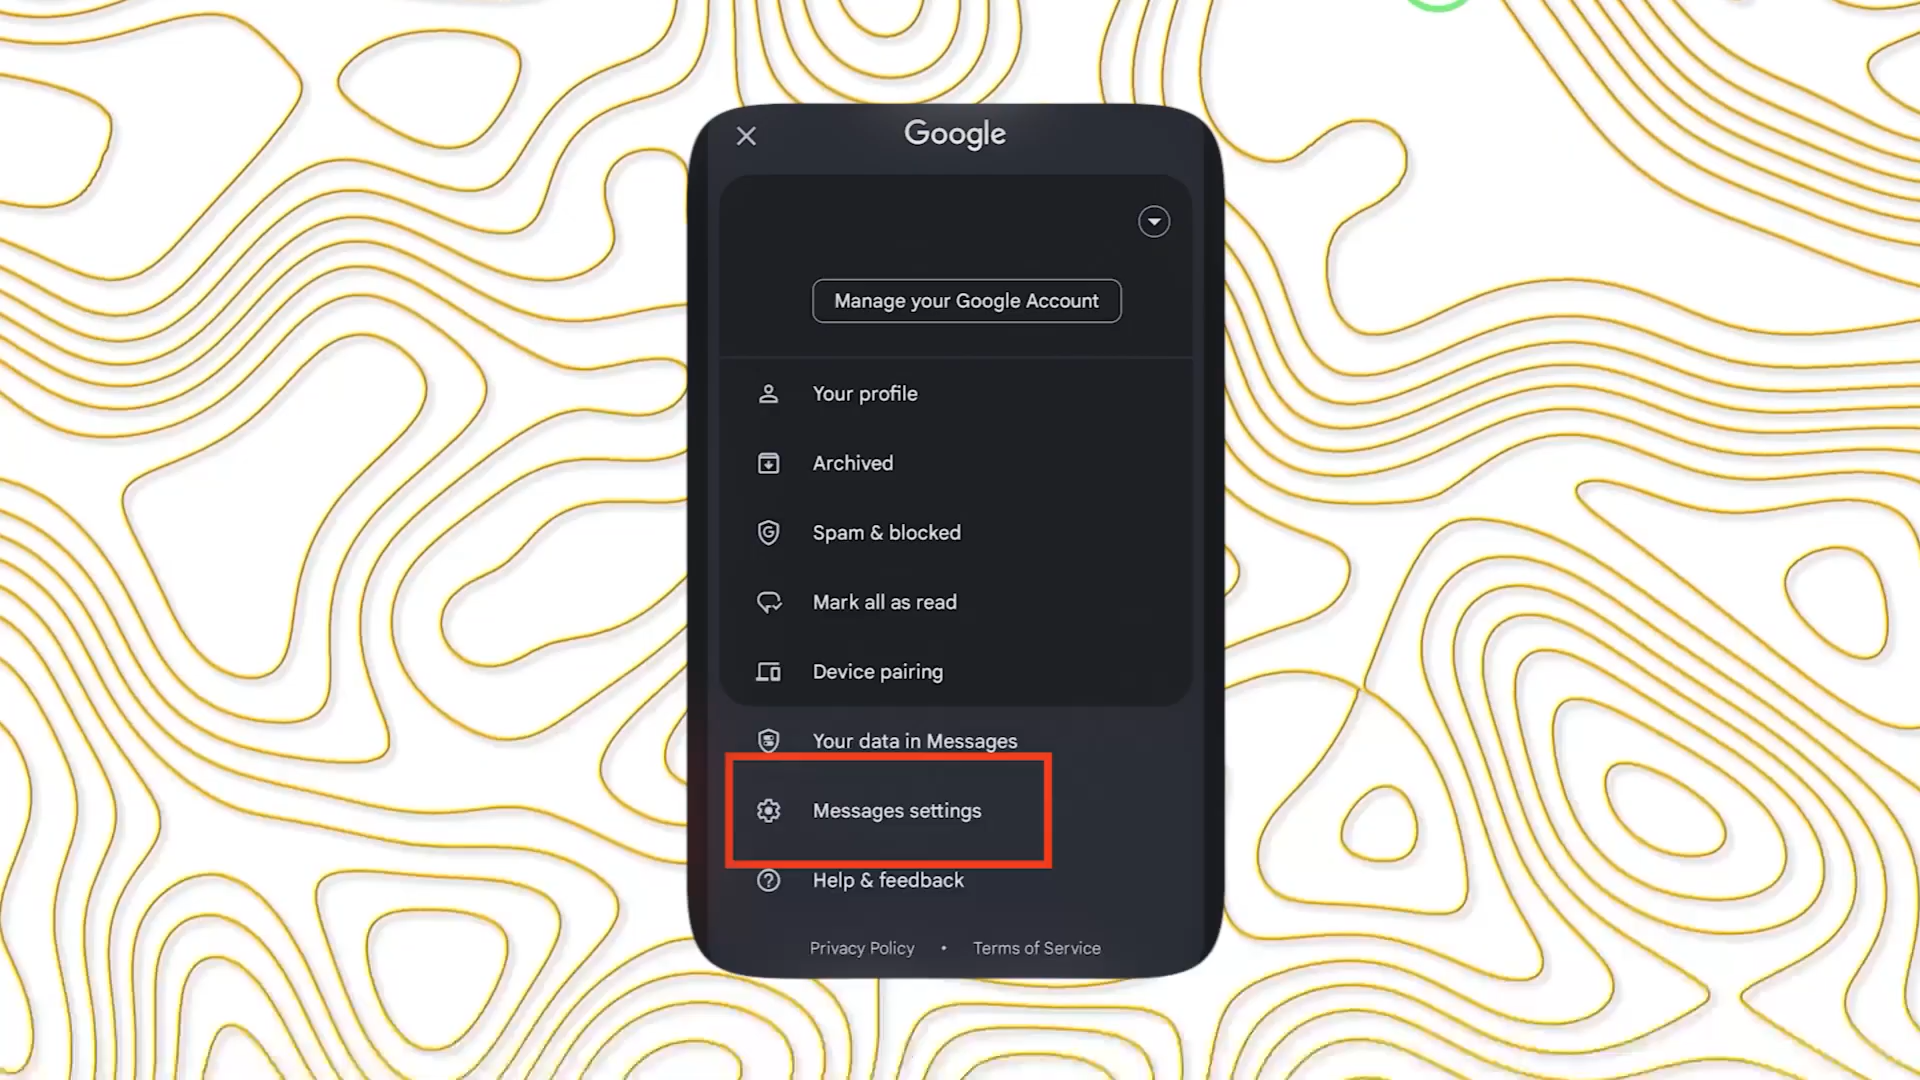 Google
Manage your Google Account
Your profile
Archived
Spam & blocked
Mark all as read
Device pairing
Your data in Messages
Messages settings
Help & feedback
Privacy Policy • Terms of Service